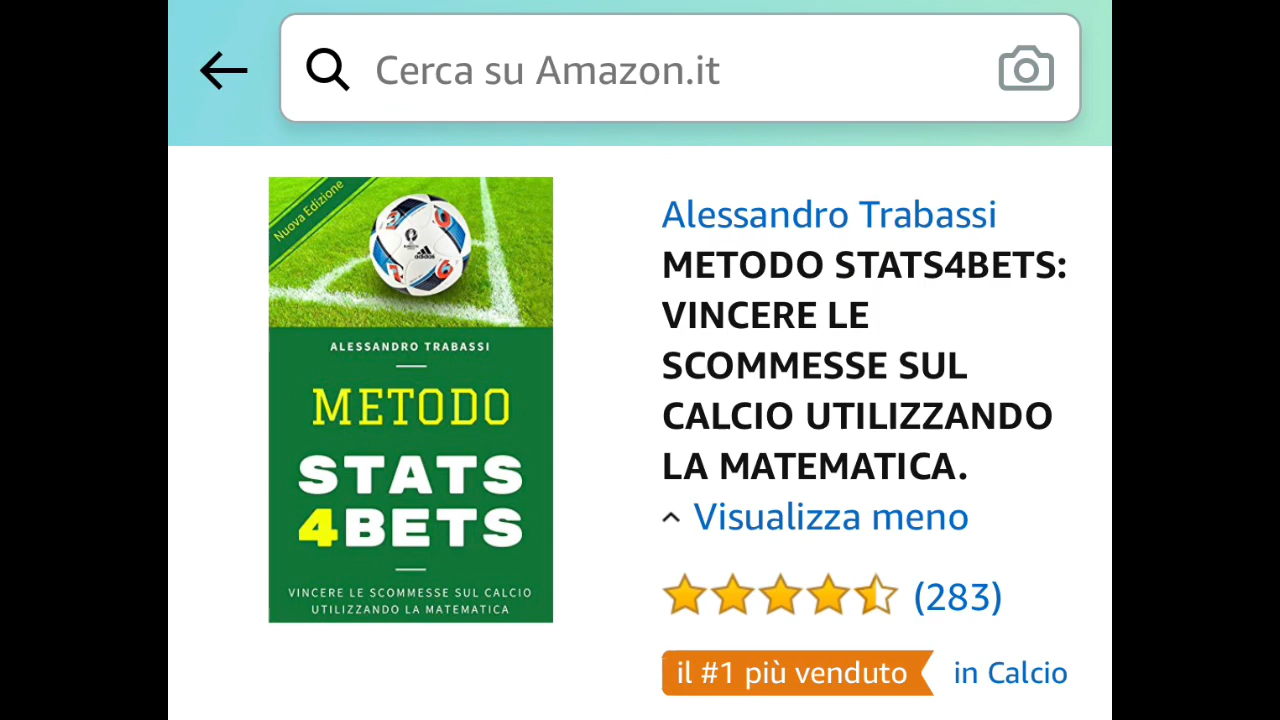 Cerca su Amazon.it
Nuova Edizione
adidas
ALESSANDRO TRABASSI
METODO
STATS
4BETS
VINCERE LE SCOMMESSE SUL CALCIO
UTILIZZANDO LA MATEMATICA
Alessandro Trabassi
METODO STATS4BETS:
VINCERE LE
SCOMMESSE SUL
CALCIO UTILIZZANDO
LA MATEMATICA.
Visualizza meno
(283)
il #1 più venduto in Calcio